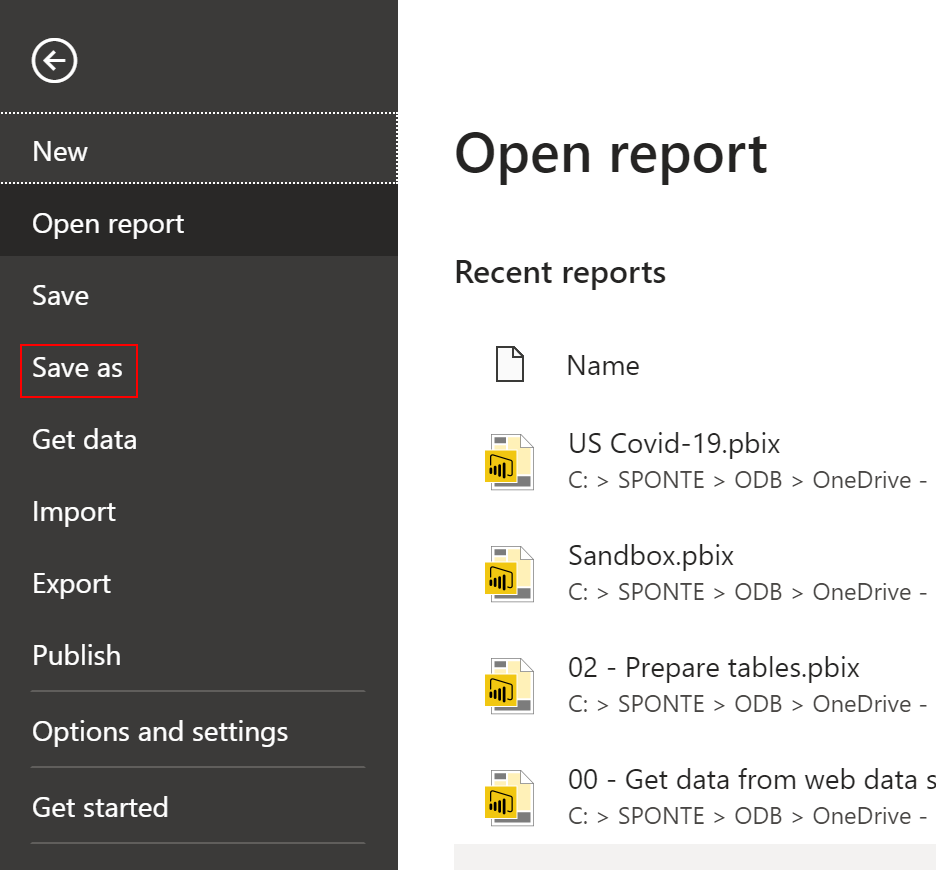 New
Open report
Save
Save as
Get data
Import
Export
Publish
Options and settings
Get started
Open report
Recent reports
Name
US Covid-19.pbix
C: > SPONTE > ODB > OneDrive -
Sandbox.pbix
C: > SPONTE > ODB > OneDrive -
02 - Prepare tables.pbix
C: > SPONTE > ODB > OneDrive -
00 - Get data from web data s
C: > SPONTE > ODB > OneDrive -